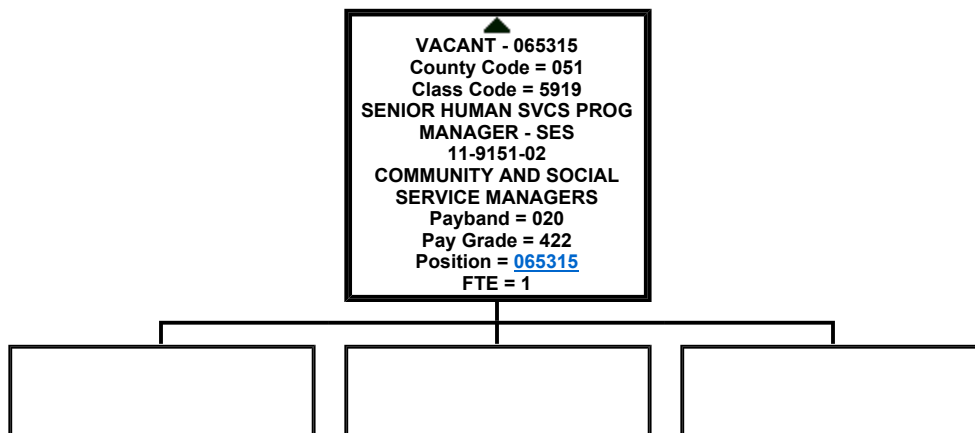 VACANT - 065315
County Code = 051
Class Code = 5919
SENIOR HUMAN SVCS PROG
MANAGER - SES
11-9151-02
COMMUNITY AND SOCIAL
SERVICE MANAGERS
Payband = 020
Pay Grade = 422
Position = 065315
FTE = 1